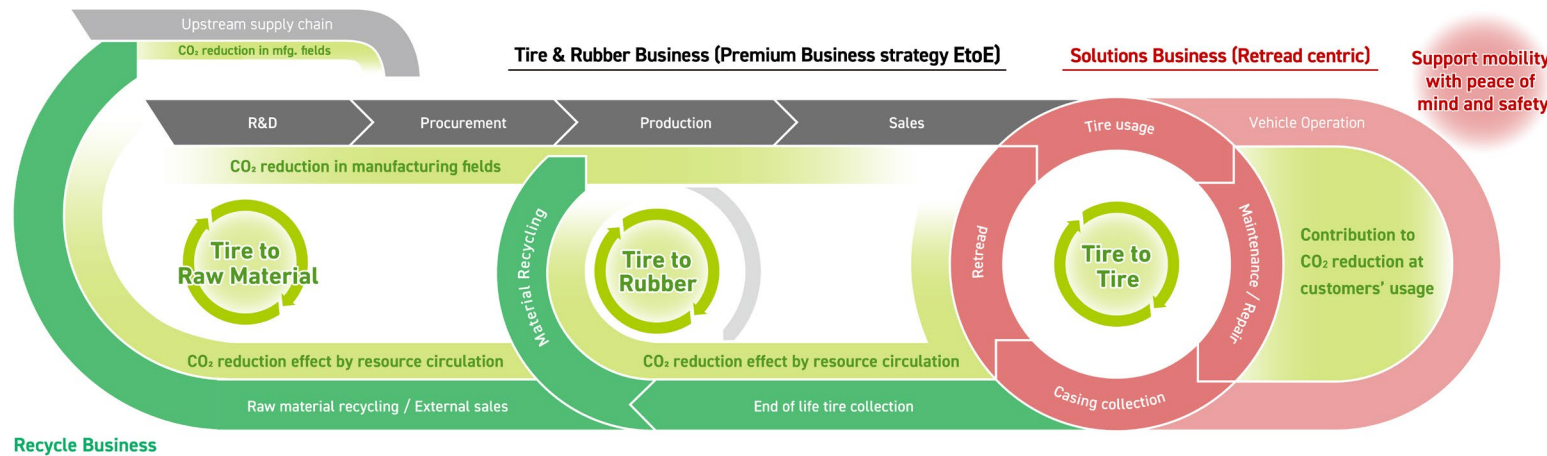 Upstream supply chain
CO₂ reduction in mfg. fields
Tire & Rubber Business (Premium Business strategy EtoE)
Solutions Business (Retread centric)
Support mobility
with peace of
mind and safety
R&D
Procurement
Production
Sales
Tire usage
Vehicle Operation
CO₂ reduction in manufacturing fields
Tire to
Raw Material
Material Recycling
Tire to
Rubber
Retread
Tire to
Tire
Maintenance / Repair
Contribution to
CO₂ reduction at
customers’ usage
CO₂ reduction effect by resource circulation
CO₂ reduction effect by resource circulation
Raw material recycling / External sales
End of life tire collection
Casing collection
Recycle Business